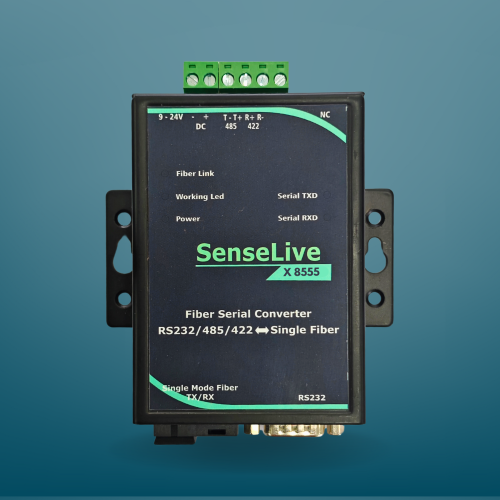 9 - 24V - + T - T+ R+ R- NC
DC 485 422
Fiber Link
Working Led Serial TXD
Power Serial RXD
SenseLive
X 8555
Fiber Serial Converter
RS232/485/422 ⬌ Single Fiber
Single Mode Fiber
TX/RX RS232